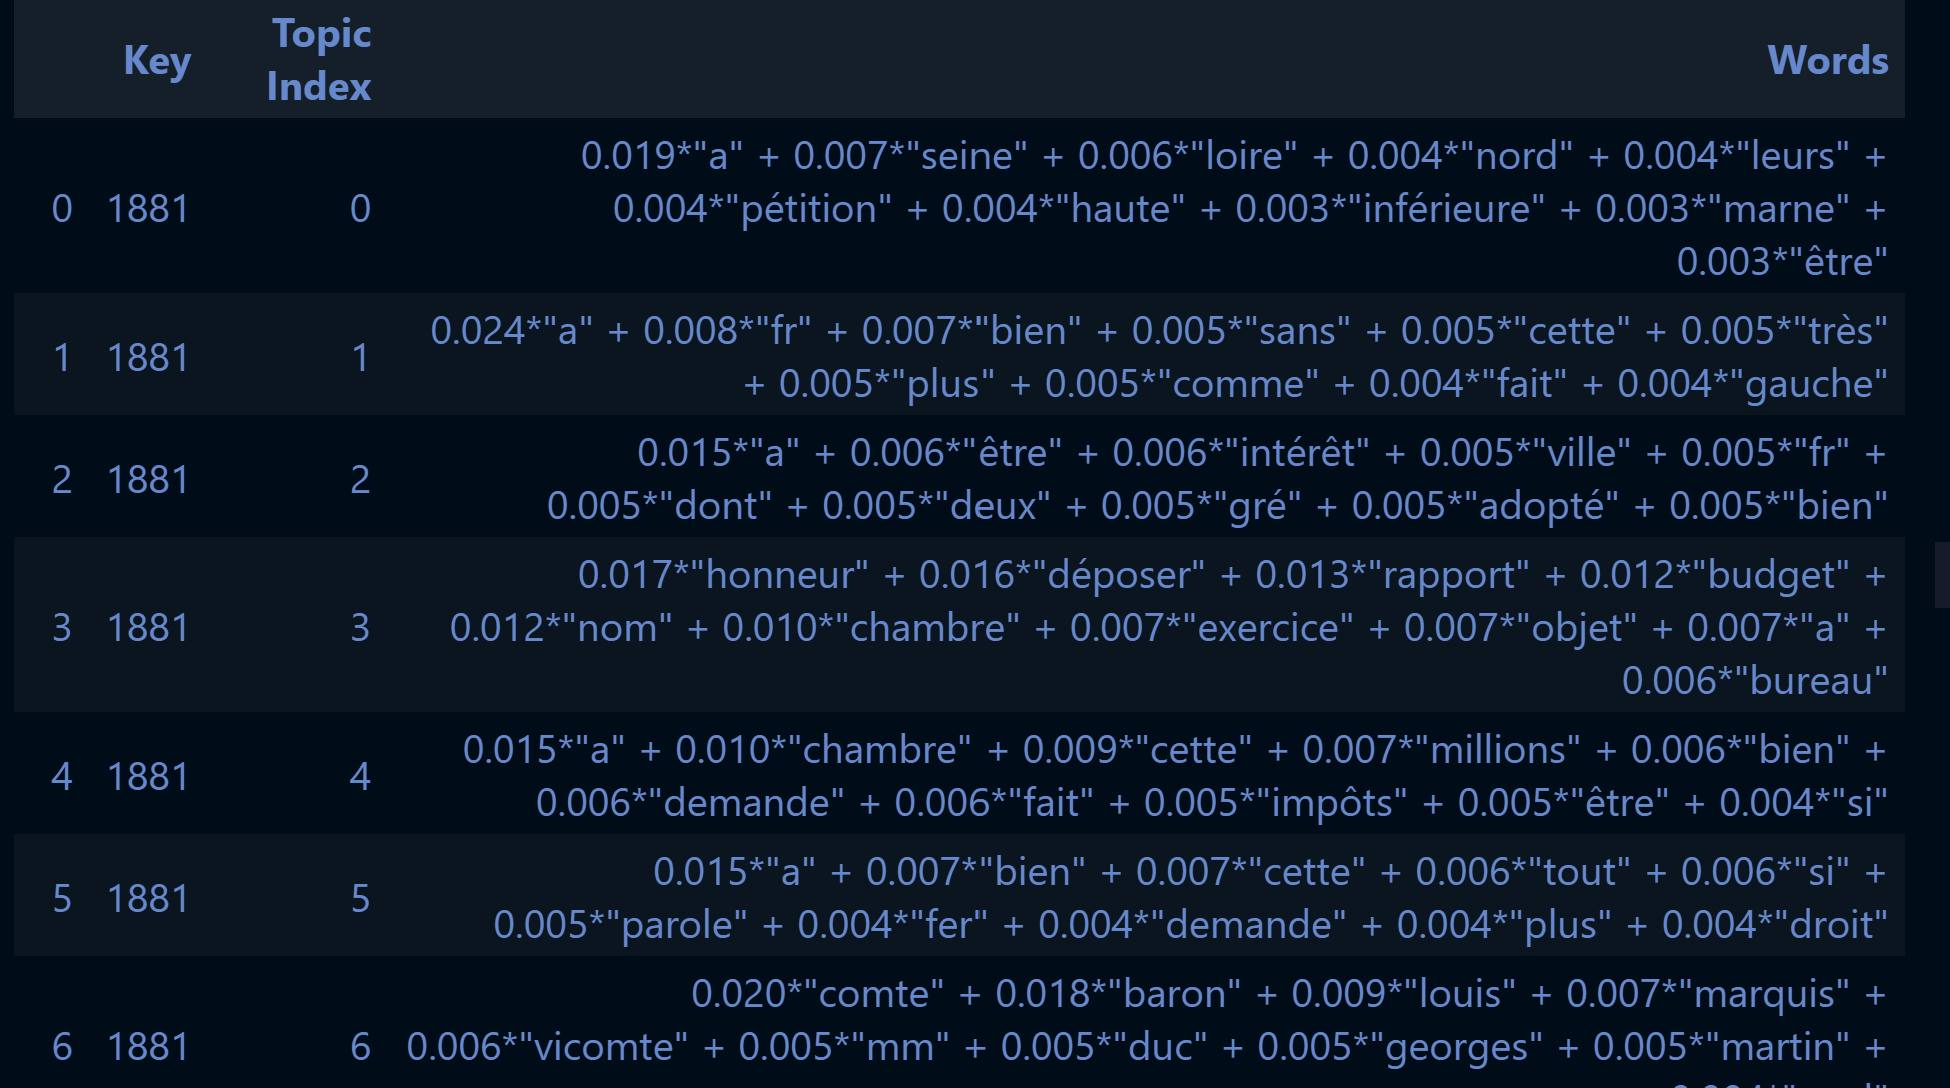 Key Topic Index Words
0 1881 0 0.019*"a" + 0.007*"seine" + 0.006*"loire" + 0.004*"nord" + 0.004*"leurs" +
0.004*"pétition" + 0.004*"haute" + 0.003*"inférieure" + 0.003*"marne" +
0.003*"être"
1 1881 1 0.024*"a" + 0.008*"fr" + 0.007*"bien" + 0.005*"sans" + 0.005*"cette" + 0.005*"très"
+ 0.005*"plus" + 0.005*"comme" + 0.004*"fait" + 0.004*"gauche"
2 1881 2 0.015*"a" + 0.006*"être" + 0.006*"intérêt" + 0.005*"ville" + 0.005*"fr" +
0.005*"dont" + 0.005*"deux" + 0.005*"gré" + 0.005*"adopté" + 0.005*"bien"
3 1881 3 0.017*"honneur" + 0.016*"déposer" + 0.013*"rapport" + 0.012*"budget" +
0.012*"nom" + 0.010*"chambre" + 0.007*"exercice" + 0.007*"objet" + 0.007*"a" +
0.006*"bureau"
4 1881 4 0.015*"a" + 0.010*"chambre" + 0.009*"cette" + 0.007*"millions" + 0.006*"bien" +
0.006*"demande" + 0.006*"fait" + 0.005*"impôts" + 0.005*"être" + 0.004*"si"
5 1881 5 0.015*"a" + 0.007*"bien" + 0.007*"cette" + 0.006*"tout" + 0.006*"si" +
0.005*"parole" + 0.004*"fer" + 0.004*"demande" + 0.004*"plus" + 0.004*"droit"
6 1881 6 0.020*"comte" + 0.018*"baron" + 0.009*"louis" + 0.007*"marquis" +
0.006*"vicomte" + 0.005*"mm" + 0.005*"duc" + 0.005*"georges" + 0.005*"martin" +